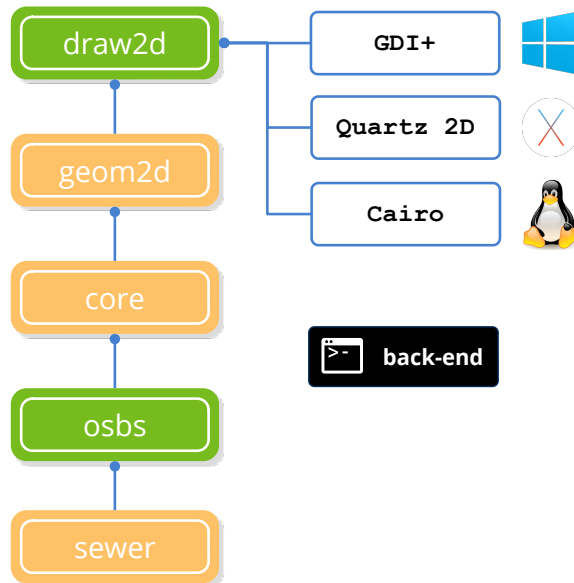 draw2d
GDI+
Quartz 2D
geom2d
Cairo
core
>-
back-end
osbs
sewer